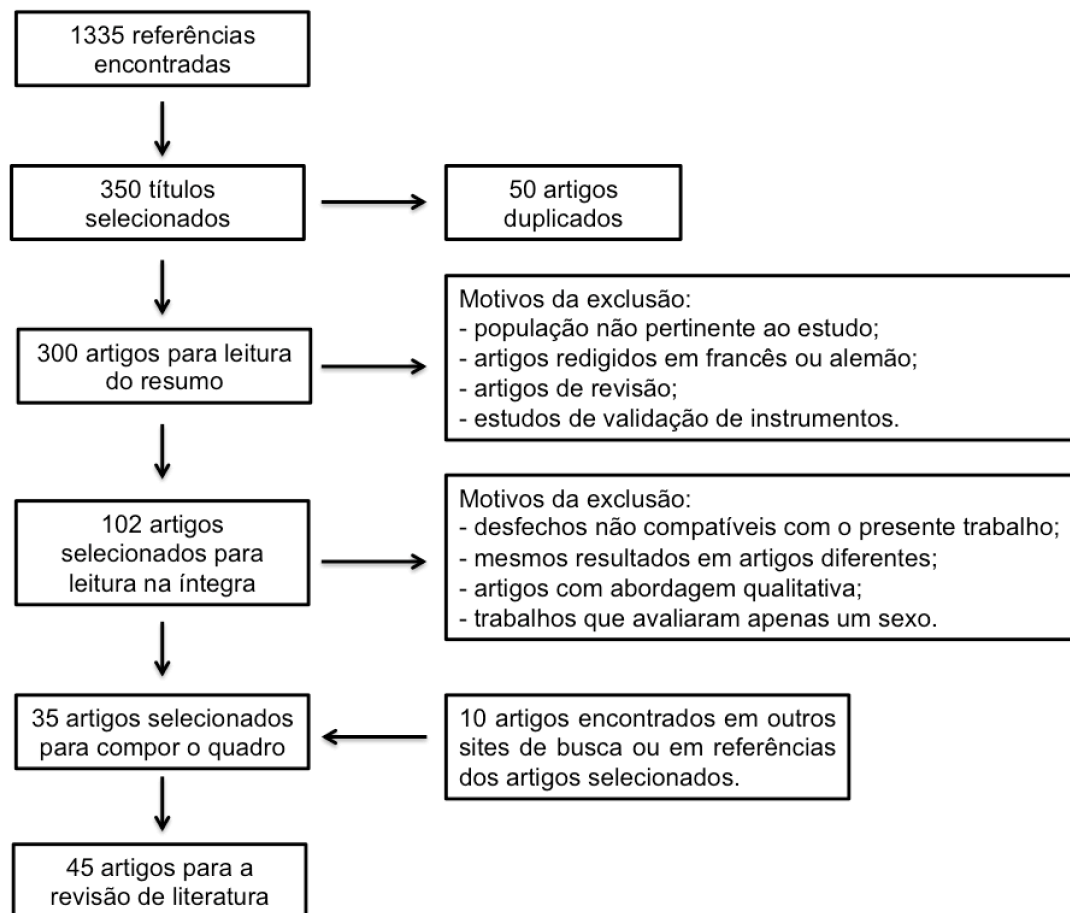 1335 referências
encontradas
350 títulos
selecionados
50 artigos
duplicados
300 artigos para leitura
do resumo
Motivos da exclusão:
- população não pertinente ao estudo;
- artigos redigidos em francês ou alemão;
- artigos de revisão;
- estudos de validação de instrumentos.
102 artigos
selecionados para
leitura na íntegra
Motivos da exclusão:
- desfechos não compatíveis com o presente trabalho;
- mesmos resultados em artigos diferentes;
- artigos com abordagem qualitativa;
- trabalhos que avaliaram apenas um sexo.
35 artigos selecionados
para compor o quadro
10 artigos encontrados em outros
sites de busca ou em referências
dos artigos selecionados.
45 artigos para a
revisão de literatura